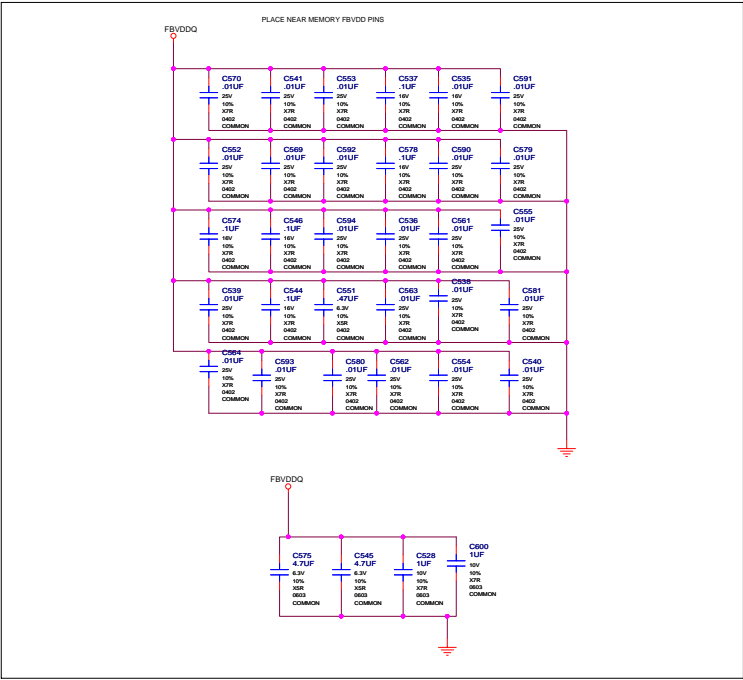 PLACE NEAR MEMORY FBVDD PINS
FBVDDQ
C570
.01UF
25V
10%
X7R
0402
COMMON
C541
.01UF
25V
10%
X7R
0402
COMMON
C553
.01UF
25V
10%
X7R
0402
COMMON
C537
.1UF
16V
10%
X7R
0402
COMMON
C535
.01UF
16V
10%
X7R
0402
COMMON
C591
.01UF
25V
10%
X7R
0402
COMMON
C552
.01UF
25V
10%
X7R
0402
COMMON
C569
.01UF
25V
10%
X7R
0402
COMMON
C592
.01UF
25V
10%
X7R
0402
COMMON
C578
.1UF
16V
10%
X7R
0402
COMMON
C590
.01UF
25V
10%
X7R
0402
COMMON
C579
.01UF
25V
10%
X7R
0402
COMMON
C574
.1UF
16V
10%
X7R
0402
COMMON
C546
.1UF
16V
10%
X7R
0402
COMMON
C594
.01UF
25V
10%
X7R
0402
COMMON
C536
.01UF
25V
10%
X7R
0402
COMMON
C561
.01UF
25V
10%
X7R
0402
COMMON
C555
.01UF
25V
10%
X7R
0402
COMMON
C539
.01UF
25V
10%
X7R
0402
COMMON
C544
.1UF
16V
10%
X7R
0402
COMMON
C551
.47UF
6.3V
10%
X5R
0402
COMMON
C563
.01UF
25V
10%
X7R
0402
COMMON
C538
.01UF
25V
10%
X7R
0402
COMMON
C581
.01UF
25V
10%
X7R
0402
COMMON
C564
.01UF
25V
10%
X7R
0402
COMMON
C593
.01UF
25V
10%
X7R
0402
COMMON
C580
.01UF
25V
10%
X7R
0402
COMMON
C562
.01UF
25V
10%
X7R
0402
COMMON
C554
.01UF
25V
10%
X7R
0402
COMMON
C540
.01UF
25V
10%
X7R
0402
COMMON
FBVDDQ
C575
4.7UF
6.3V
10%
X5R
0603
COMMON
C545
4.7UF
6.3V
10%
X5R
0603
COMMON
C528
1UF
10V
10%
X7R
0603
COMMON
C600
1UF
10V
10%
X7R
0603
COMMON